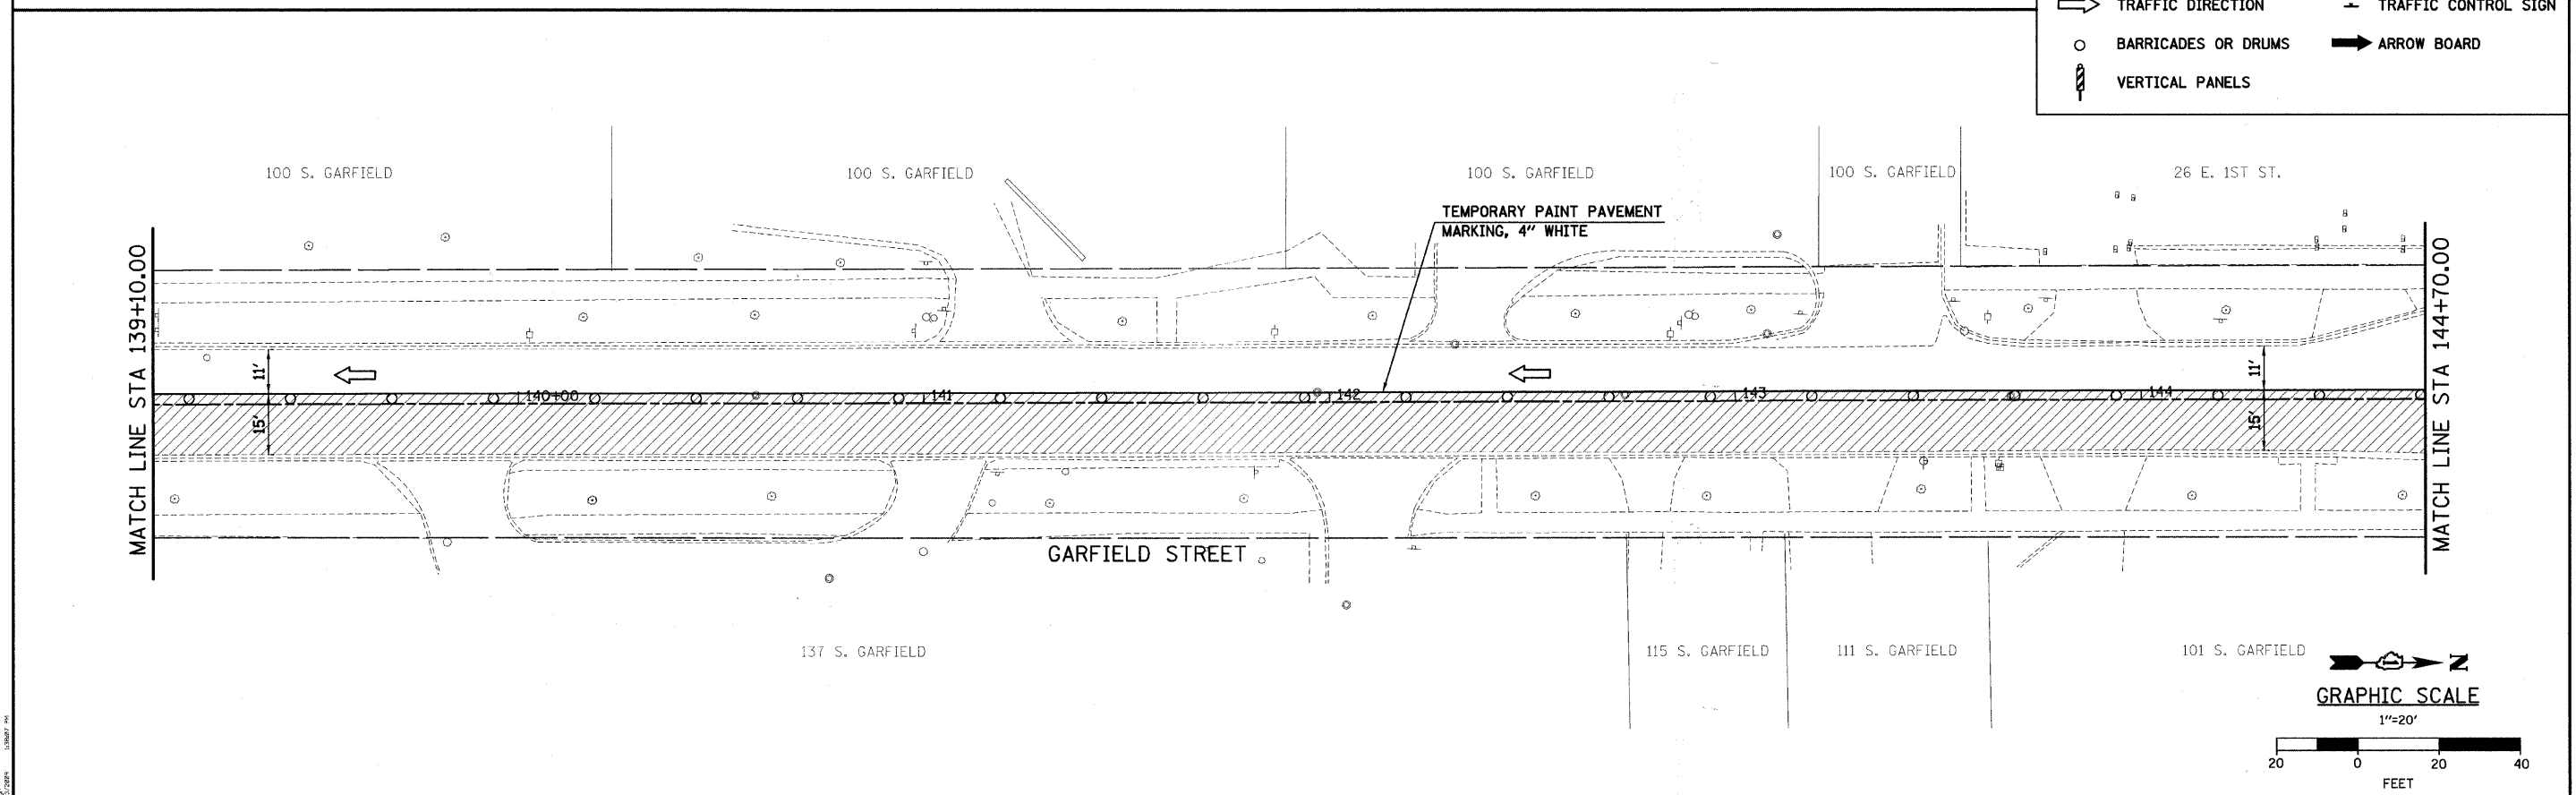 TRAFFIC DIRECTION
TRAFFIC CONTROL SIGN
BARRICADES OR DRUMS
ARROW BOARD
VERTICAL PANELS
100 S. GARFIELD
100 S. GARFIELD
100 S. GARFIELD
100 S. GARFIELD
26 E. 1ST ST.
TEMPORARY PAINT PAVEMENT
MARKING, 4" WHITE
MATCH LINE STA 139+10.00
MATCH LINE STA 144+70.00
11'
11'
140+00
141
142
143
144
15'
15'
GARFIELD STREET
137 S. GARFIELD
115 S. GARFIELD
111 S. GARFIELD
101 S. GARFIELD
N
GRAPHIC SCALE
1"=20'
20
0
20
40
FEET